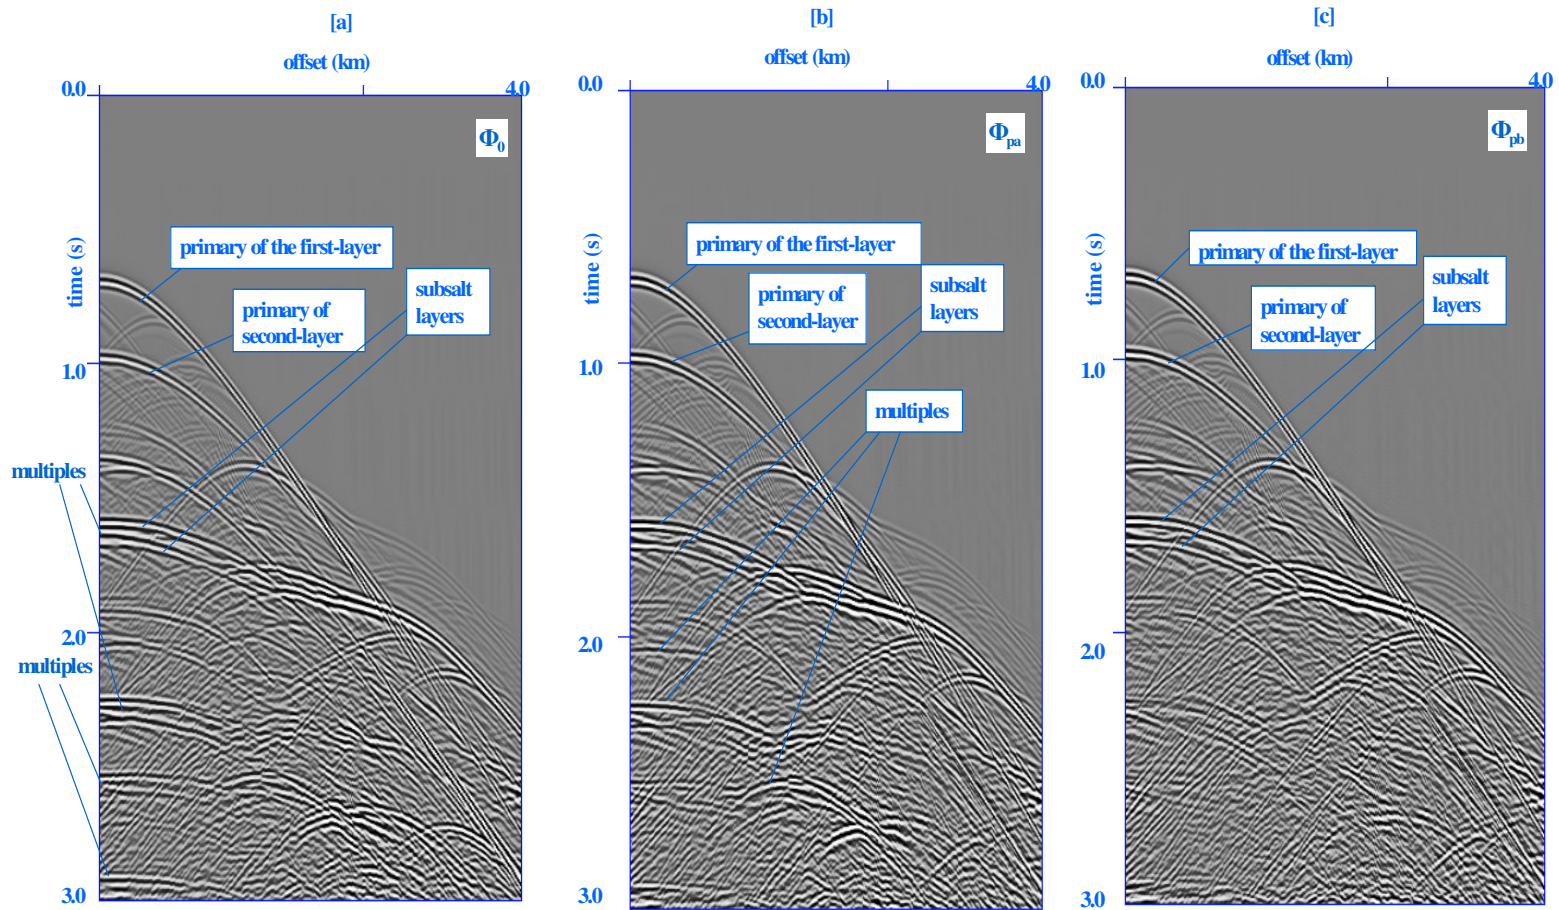 [a]
offset (km)
0.0
4.0
Φ0
primary of the first-layer
time (s)
subsalt
layers
primary of
second-layer
1.0
multiples
2.0
multiples
3.0
[b]
offset (km)
0.0
4.0
Φpa
primary of the first-layer
time (s)
subsalt
layers
primary of
second-layer
1.0
multiples
2.0
3.0
[c]
offset (km)
0.0
4.0
Φpb
primary of the first-layer
time (s)
subsalt
layers
primary of
second-layer
1.0
2.0
3.0